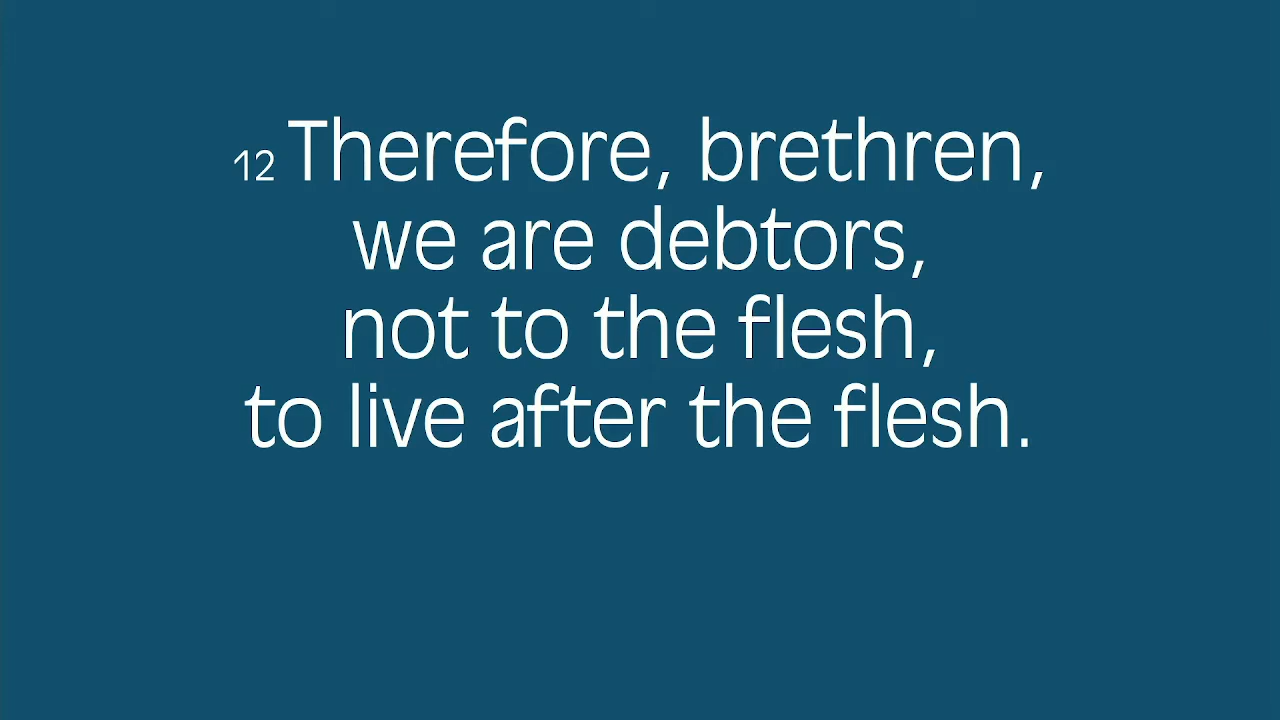 12 Therefore, brethren,
we are debtors,
not to the flesh,
to live after the flesh.